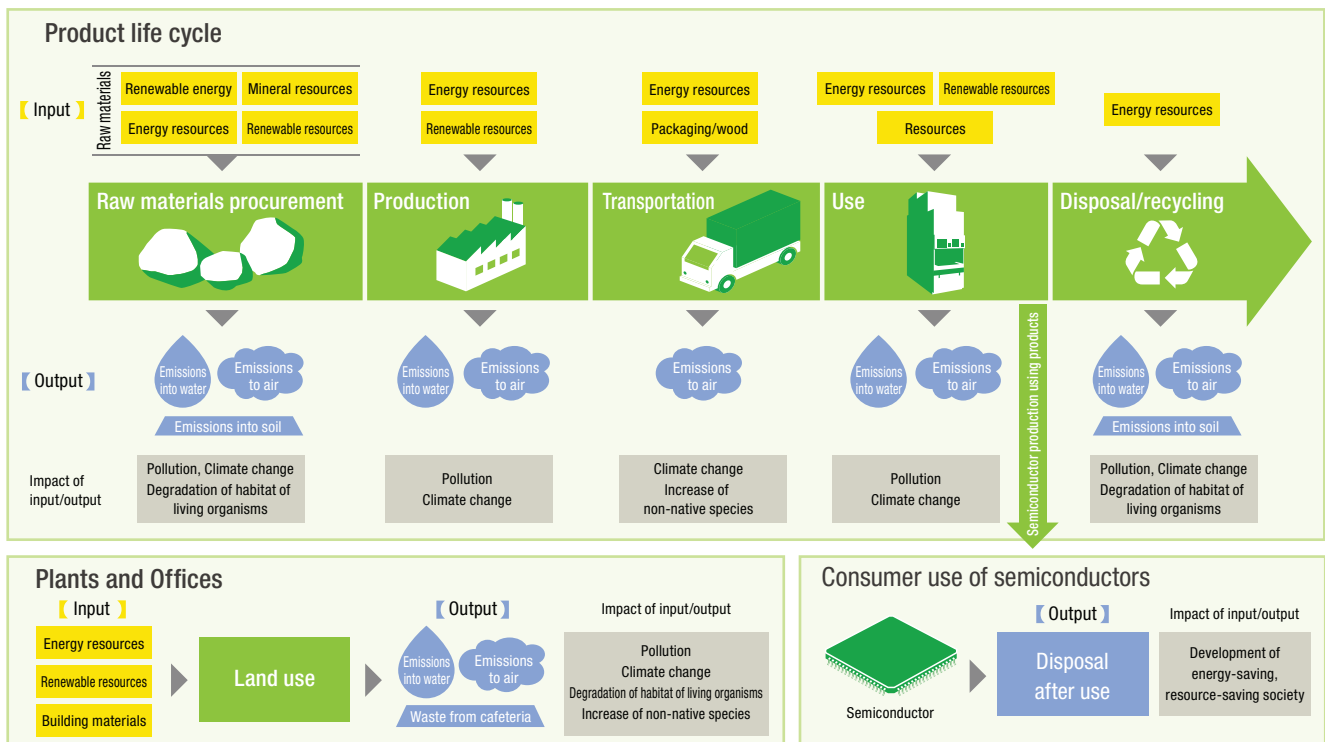 Product life cycle
【 Input 】
Raw materials
Renewable energy
Mineral resources
Energy resources
Renewable resources
Energy resources
Renewable resources
Energy resources
Packaging/wood
Energy resources
Renewable resources
Resources
Energy resources
Raw materials procurement
Production
Transportation
Use
Disposal/recycling
【 Output 】
Emissions
into water
Emissions
to air
Emissions into soil
Emissions
into water
Emissions
to air
Emissions
to air
Emissions
into water
Emissions
to air
Semiconductor production using products
Emissions
into water
Emissions
to air
Emissions into soil
Impact of
input/output
Pollution, Climate change
Degradation of habitat of
living organisms
Pollution
Climate change
Climate change
Increase of
non-native species
Pollution
Climate change
Pollution, Climate change
Degradation of habitat of
living organisms
Plants and Offices
【 Input 】
Energy resources
Renewable resources
Building materials
Land use
【 Output 】
Emissions
into water
Emissions
to air
Waste from cafeteria
Impact of input/output
Pollution
Climate change
Degradation of habitat of living organisms
Increase of non-native species
Consumer use of semiconductors
Semiconductor
【 Output 】
Disposal
after use
Impact of input/output
Development of
energy-saving,
resource-saving society